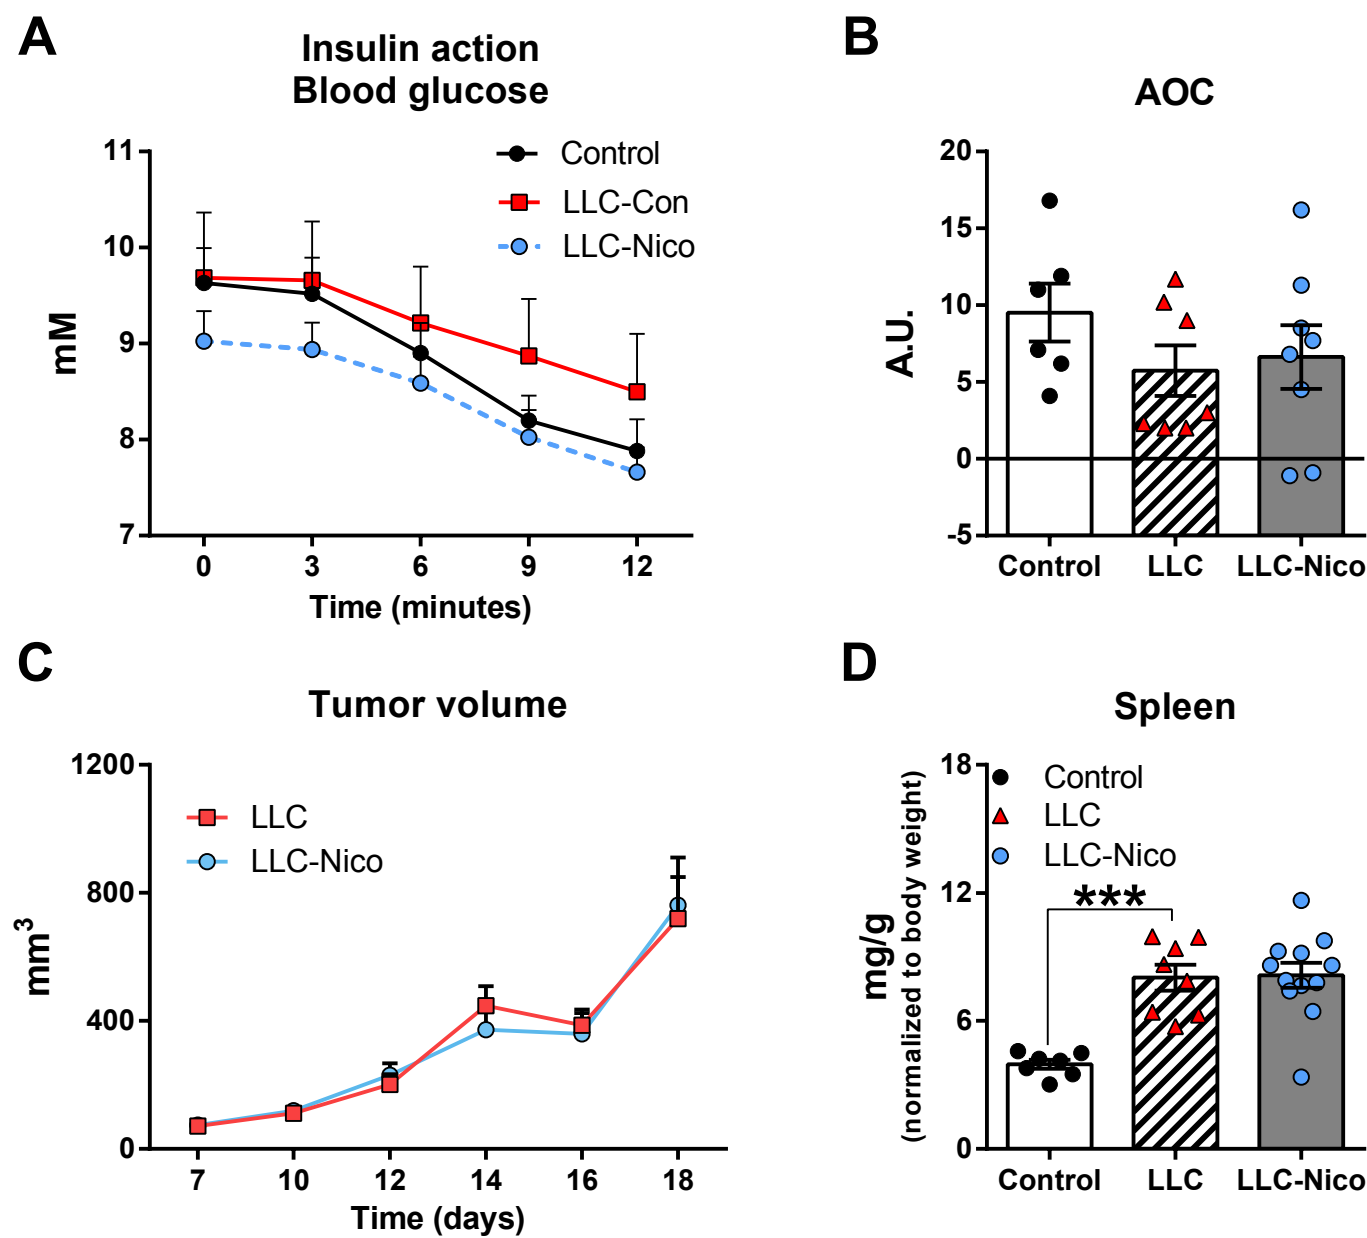 A
Insulin action
Blood glucose
11
10
9
8
7
mM
Control
LLC-Con
LLC-Nico
0 3 6 9 12
Time (minutes)
B
AOC
20
15
10
5
0
-5
A.U.
Control LLC LLC-Nico
C
Tumor volume
1200
800
400
0
mm³
LLC
LLC-Nico
7 10 12 14 16 18
Time (days)
D
Spleen
18
12
6
0
mg/g
(normalized to body weight)
Control
LLC
LLC-Nico
***
Control LLC LLC-Nico